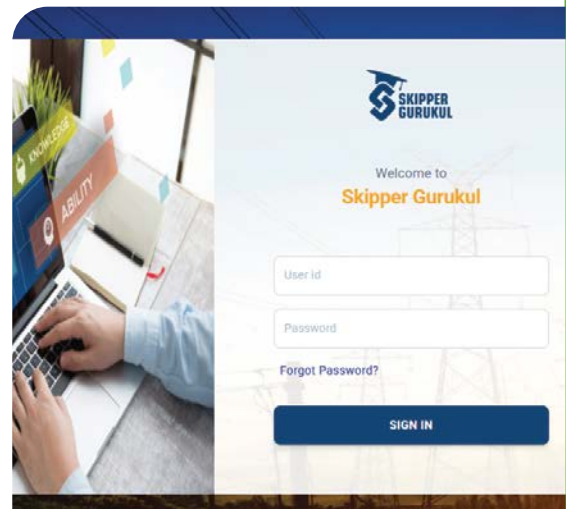 KNOWLEDGE
ABILITY
SKIPPER
GURUKUL
Welcome to
Skipper Gurukul
User id
Password
Forgot Password?
SIGN IN